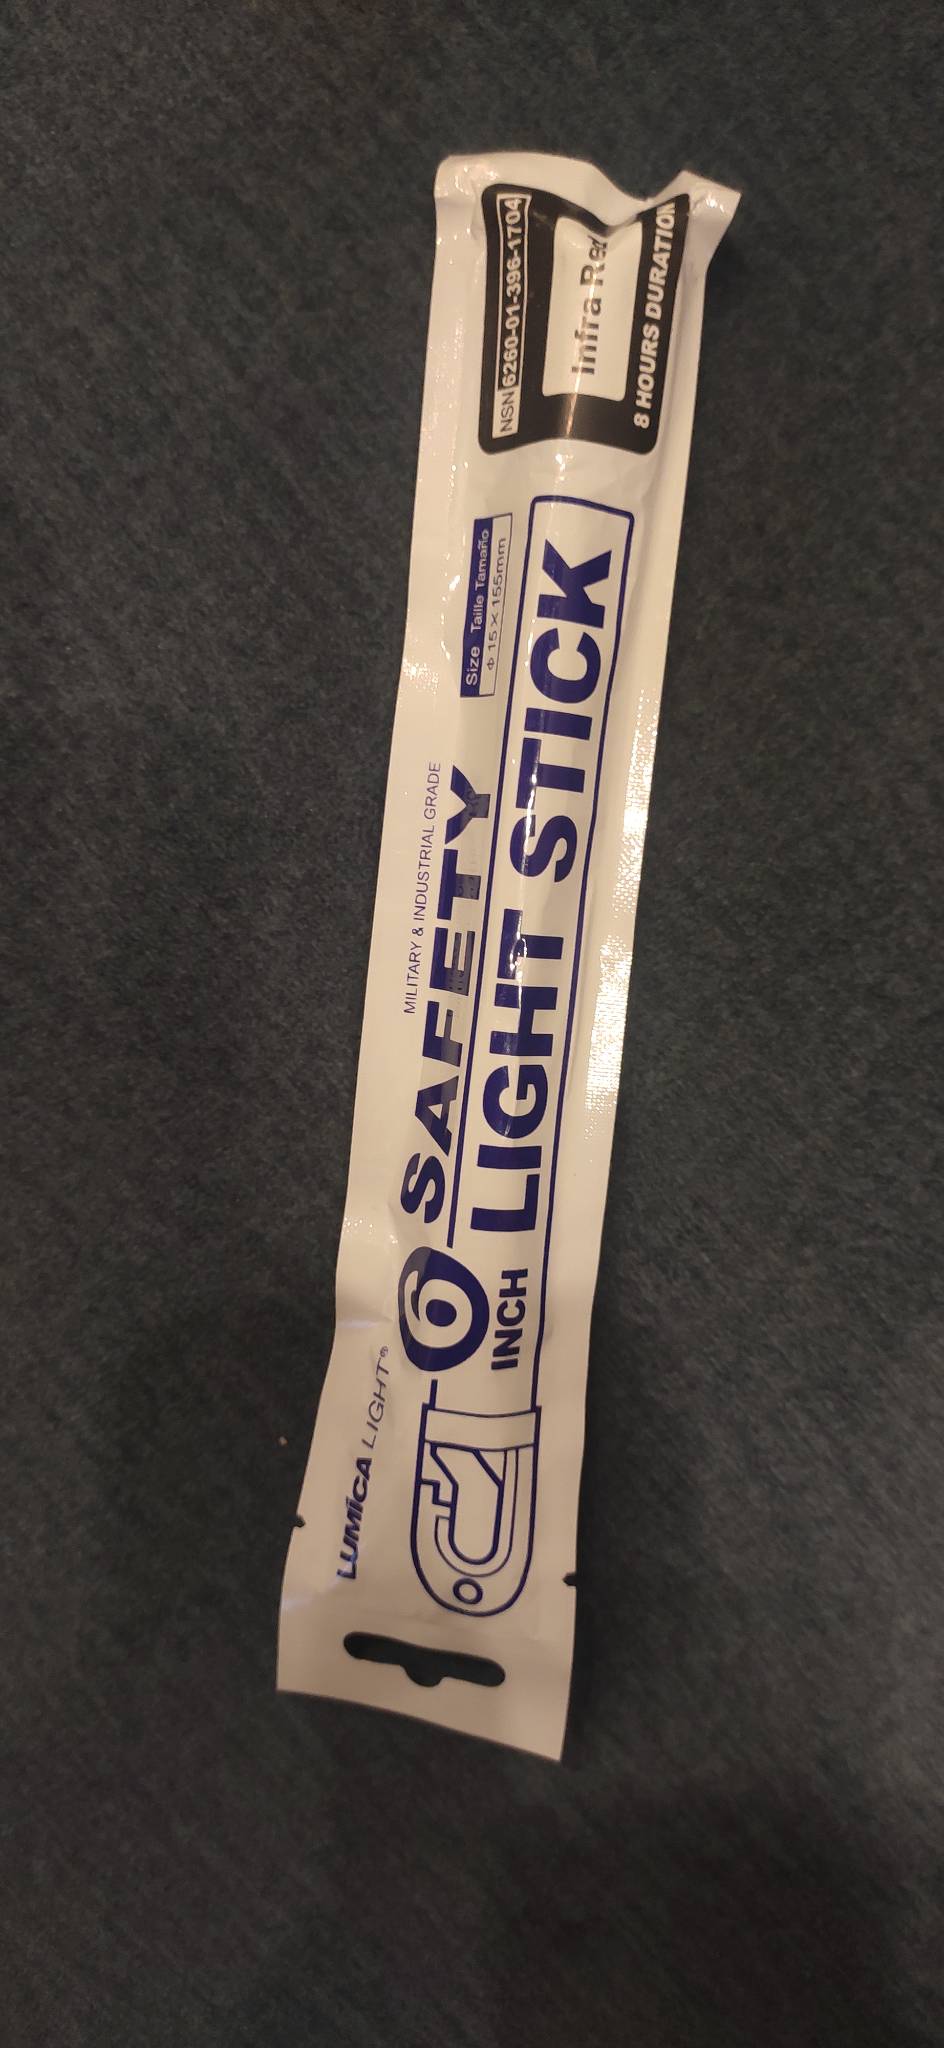 LUMICA LIGHT®
6 INCH
MILITARY & INDUSTRIAL GRADE
SAFETY
LIGHT STICK
Size Taille Tamaño
Φ 15 X 155mm
NSN 6260-01-396-1704
Infra Red
8 HOURS DURATION